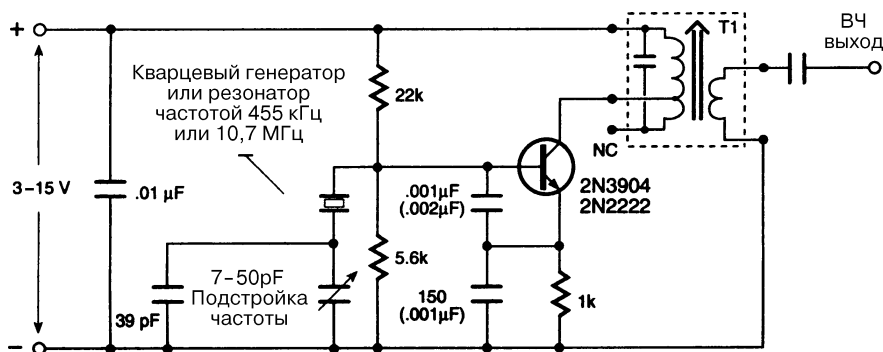 +
T1
ВЧ
выход
Кварцевый генератор
или резонатор
частотой 455 кГц
или 10,7 МГц
22k
NC
3–15 V
.01 µF
.001µF
(.002µF)
2N3904
2N2222
5.6k
7–50pF
Подстройка
частоты
39 pF
150
(.001µF)
1k
–